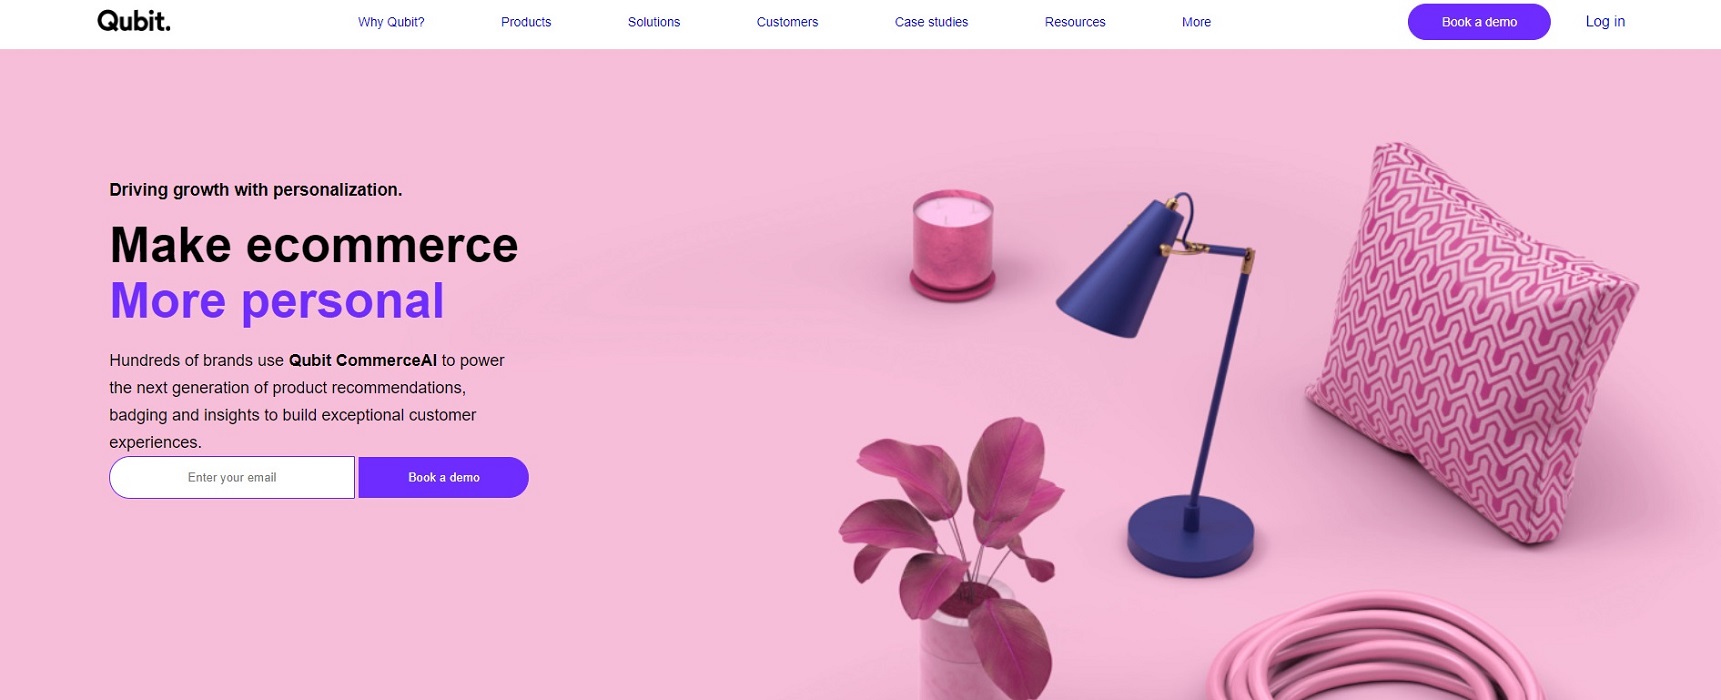 Qubit.
Why Qubit?
Products
Solutions
Customers
Case studies
Resources
More
Book a demo
Log in
Driving growth with personalization.
Make ecommerce
More personal
Hundreds of brands use Qubit CommerceAI to power
the next generation of product recommendations,
badging and insights to build exceptional customer
experiences.
Enter your email
Book a demo